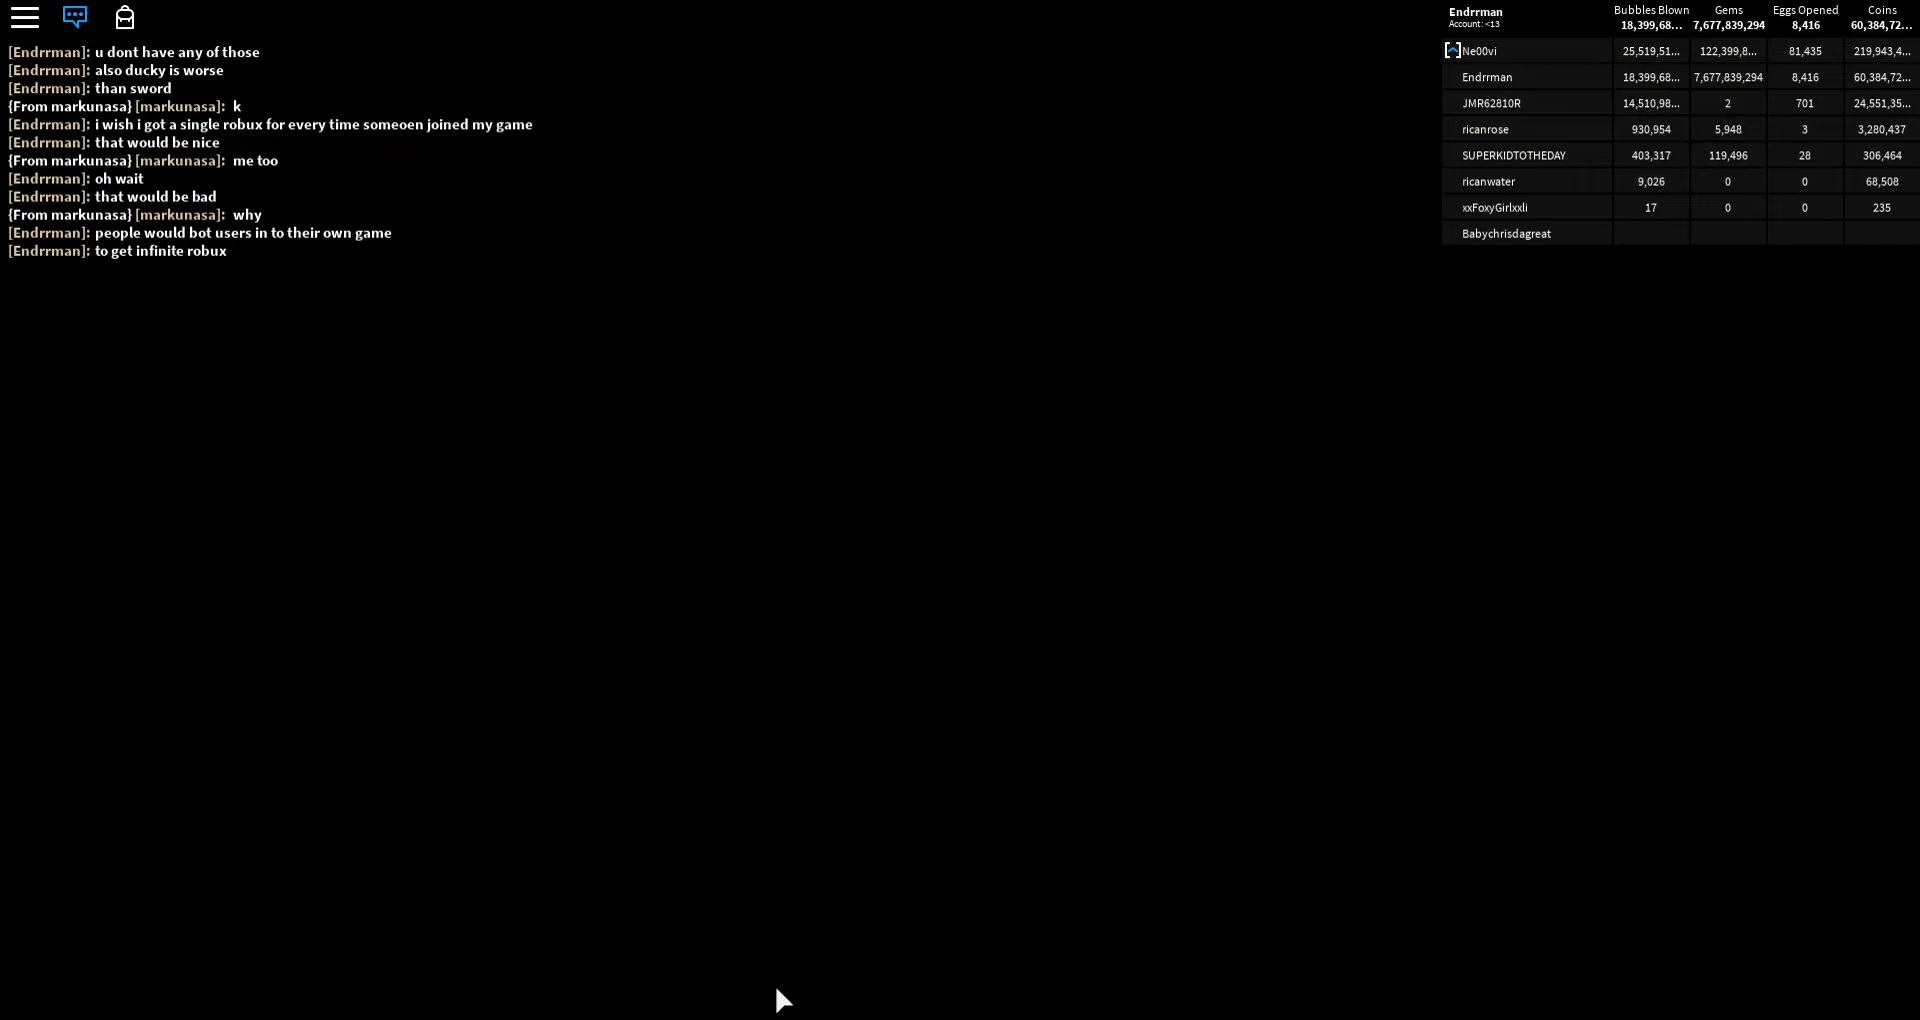 [Endrrman]: u dont have any of those
[Endrrman]: also ducky is worse
[Endrrman]: than sword
{From markunasa} [markunasa]: k
[Endrrman]: i wish i got a single robux for every time someoen joined my game
[Endrrman]: that would be nice
{From markunasa} [markunasa]: me too
[Endrrman]: oh wait
[Endrrman]: that would be bad
{From markunasa} [markunasa]: why
[Endrrman]: people would bot users in to their own game
[Endrrman]: to get infinite robux
Endrrman Bubbles Blown Gems Eggs Opened Coins
Account: <13 18,399,68... 7,677,839,294 8,416 60,384,72...
Ne00vi 25,519,51... 122,399,8... 81,435 219,943,4...
Endrrman 18,399,68... 7,677,839,294 8,416 60,384,72...
JMR62810R 14,510,98... 2 701 24,551,35...
ricanrose 930,954 5,948 3 3,280,437
SUPERKIDTOTHEDAY 403,317 119,496 28 306,464
ricanwater 9,026 0 0 68,508
xxFoxyGirlxxli 17 0 0 235
Babychrisdagreat